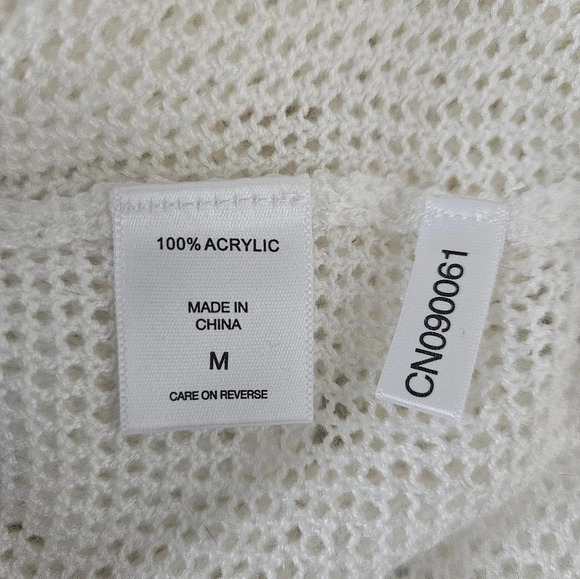 100% ACRYLIC
MADE IN
CHINA
M
CARE ON REVERSE
CN090061